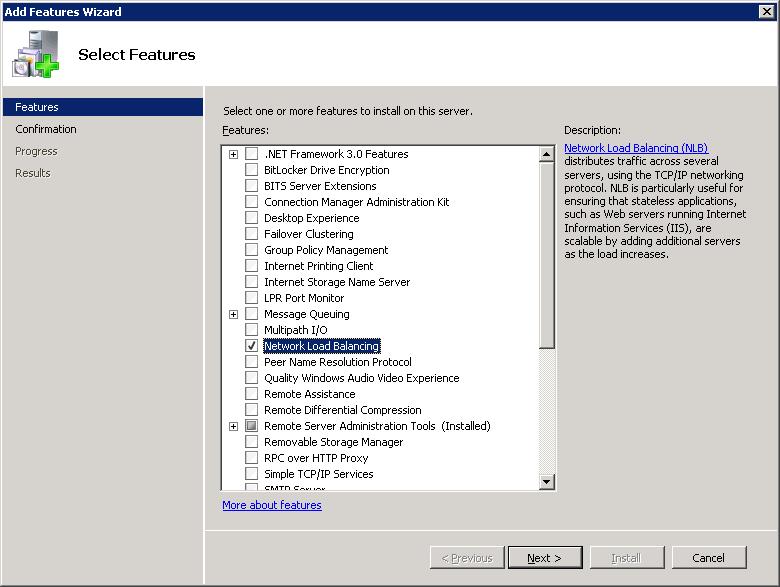 Add Features Wizard
Select Features
Features
Confirmation
Progress
Results
Select one or more features to install on this server.
Features:
.NET Framework 3.0 Features
BitLocker Drive Encryption
BITS Server Extensions
Connection Manager Administration Kit
Desktop Experience
Failover Clustering
Group Policy Management
Internet Printing Client
Internet Storage Name Server
LPR Port Monitor
Message Queuing
Multipath I/O
Network Load Balancing
Peer Name Resolution Protocol
Quality Windows Audio Video Experience
Remote Assistance
Remote Differential Compression
Remote Server Administration Tools (Installed)
Removable Storage Manager
RPC over HTTP Proxy
Simple TCP/IP Services
SMTP Server
More about features
Description:
Network Load Balancing (NLB)
distributes traffic across several
servers, using the TCP/IP networking
protocol. NLB is particularly useful for
ensuring that stateless applications,
such as Web servers running Internet
Information Services (IIS), are
scalable by adding additional servers
as the load increases.
< Previous
Next >
Install
Cancel